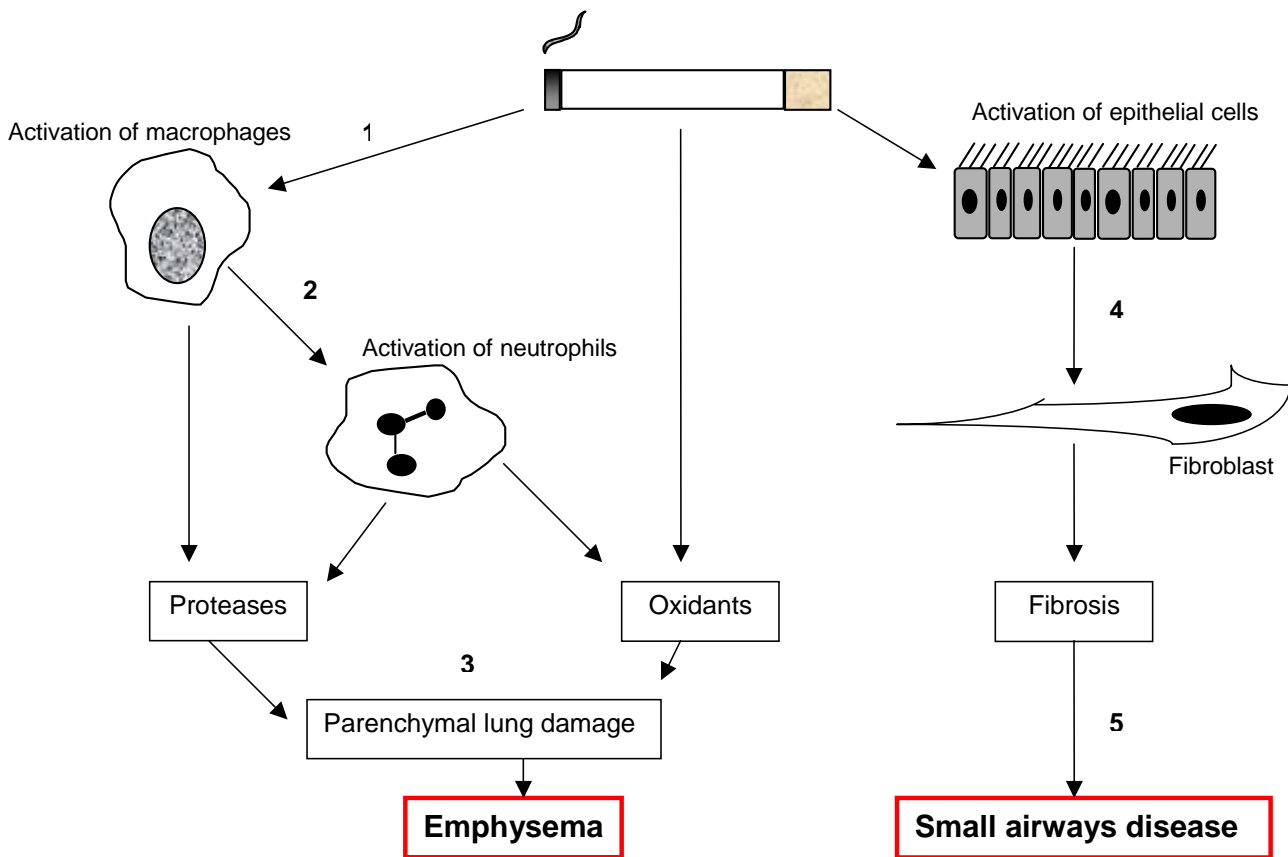 Activation of macrophages
1
Activation of epithelial cells
2
4
Activation of neutrophils
Fibroblast
Proteases
Oxidants
Fibrosis
3
Parenchymal lung damage
5
Emphysema
Small airways disease